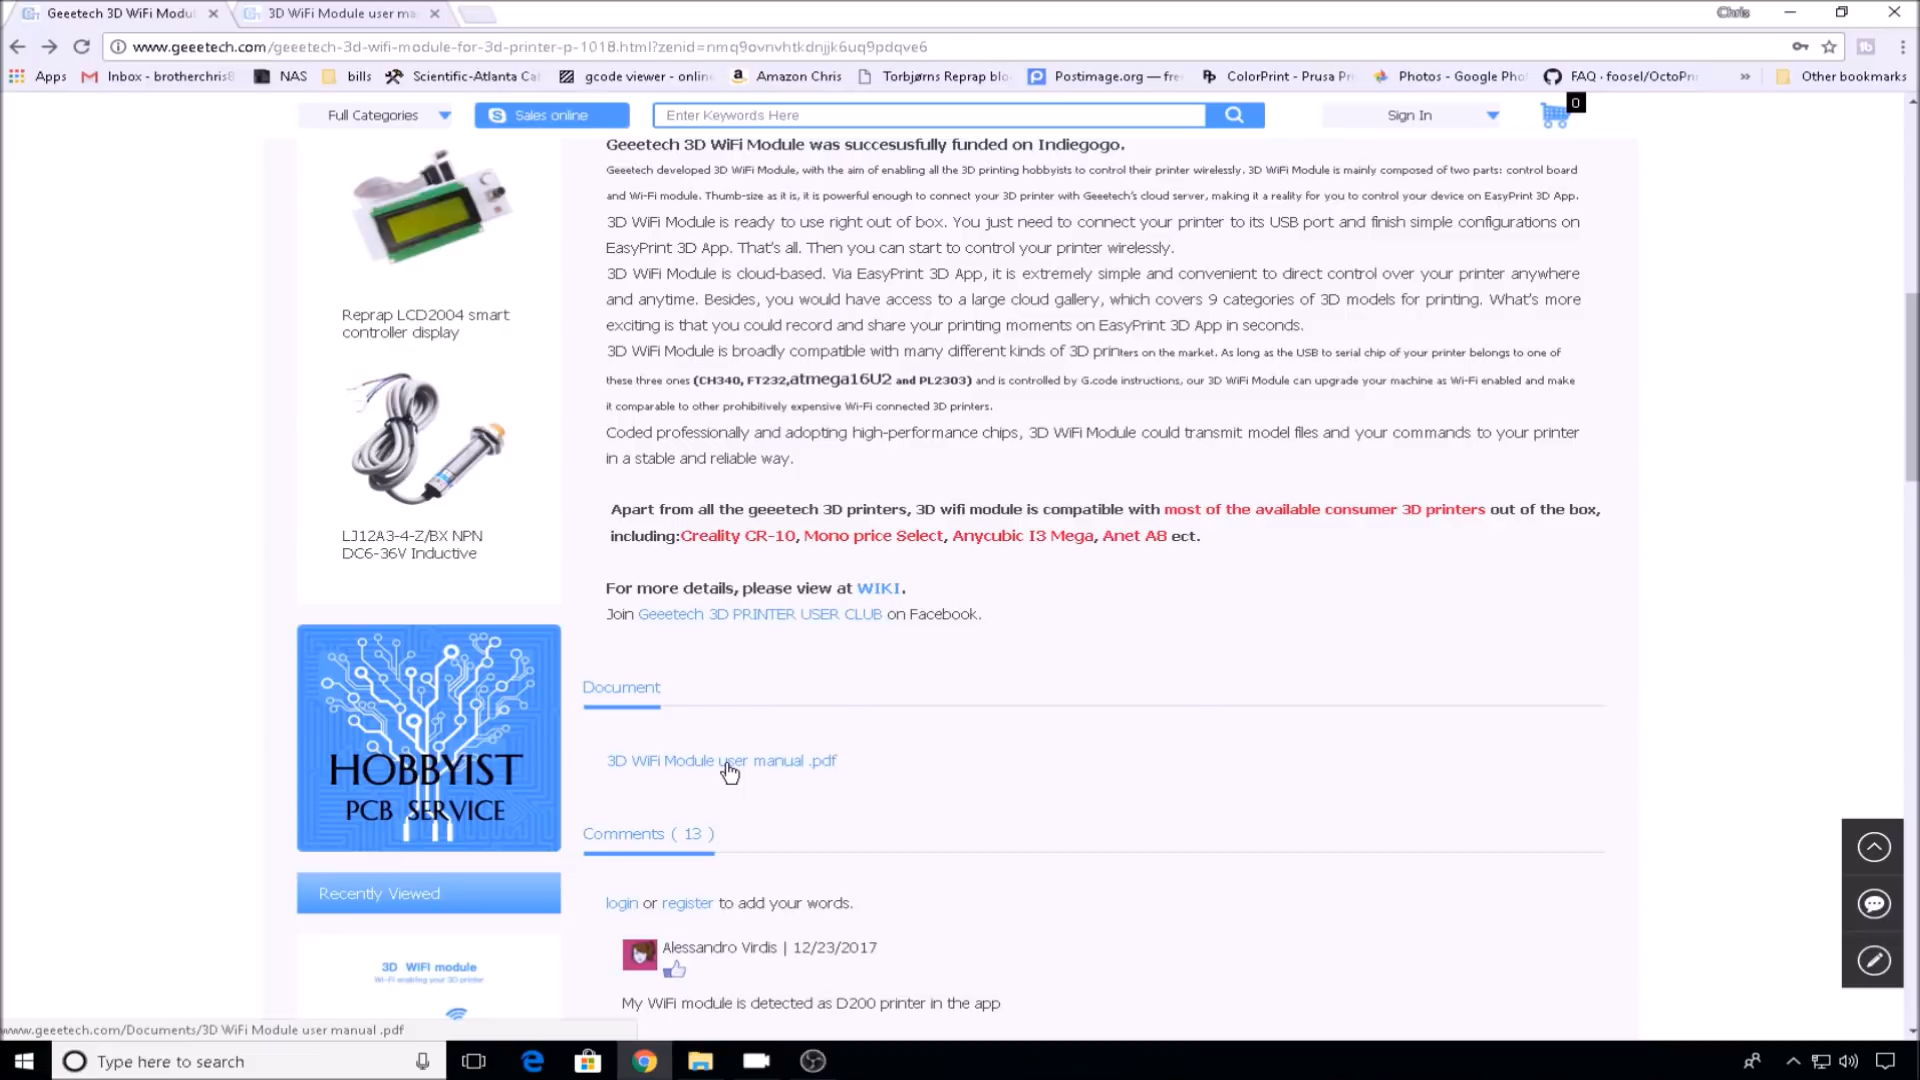 Geeetech 3D WiFi Modul
3D WiFi Module user ma
Chris
www.geeetech.com/geeetech-3d-wifi-module-for-3d-printer-p-1018.html?zenid=nmq9ovnvhtkdnjjk6uq9pdqve6
Apps
Inbox - brotherchris8
NAS
bills
Scientific-Atlanta Ca
gcode viewer - online
Amazon Chris
Torbjørns Reprap blo
Postimage.org — fre
ColorPrint - Prusa Pr
Photos - Google Pho
FAQ · foosel/OctoPri
»
Other bookmarks
Full Categories
Sales online
Enter Keywords Here
Sign In
0
Reprap LCD2004 smart
controller display
LJ12A3-4-Z/BX NPN
DC6-36V Inductive
HOBBYIST
PCB SERVICE
Recently Viewed
3D WIFI module
Wi-Fi enabling your 3D printer
Geeetech 3D WiFi Module was succesusfully funded on Indiegogo.
Geeetech developed 3D WiFi Module, with the aim of enabling all the 3D printing hobbyists to control their printer wirelessly. 3D WiFi Module is mainly composed of two parts: control board
and Wi-Fi module. Thumb-size as it is, it is powerful enough to connect your 3D printer with Geeetech's cloud server, making it a reality for you to control your device on EasyPrint 3D App.
3D WiFi Module is ready to use right out of box. You just need to connect your printer to its USB port and finish simple configurations on
EasyPrint 3D App. That's all. Then you can start to control your printer wirelessly.
3D WiFi Module is cloud-based. Via EasyPrint 3D App, it is extremely simple and convenient to direct control over your printer anywhere
and anytime. Besides, you would have access to a large cloud gallery, which covers 9 categories of 3D models for printing. What's more
exciting is that you could record and share your printing moments on EasyPrint 3D App in seconds.
3D WiFi Module is broadly compatible with many different kinds of 3D printers on the market. As long as the USB to serial chip of your printer belongs to one of
these three ones (CH340, FT232,atmega16U2 and PL2303) and is controlled by G.code instructions, our 3D WiFi Module can upgrade your machine as Wi-Fi enabled and make
it comparable to other prohibitively expensive Wi-Fi connected 3D printers.
Coded professionally and adopting high-performance chips, 3D WiFi Module could transmit model files and your commands to your printer
in a stable and reliable way.
Apart from all the geeetech 3D printers, 3D wifi module is compatible with most of the available consumer 3D printers out of the box,
including:Creality CR-10, Mono price Select, Anycubic I3 Mega, Anet A8 ect.
For more details, please view at WIKI.
Join Geeetech 3D PRINTER USER CLUB on Facebook.
Document
3D WiFi Module user manual .pdf
Comments ( 13 )
login or register to add your words.
Alessandro Virdis | 12/23/2017
My WiFi module is detected as D200 printer in the app
www.geeetech.com/Documents/3D WiFi Module user manual .pdf
Type here to search